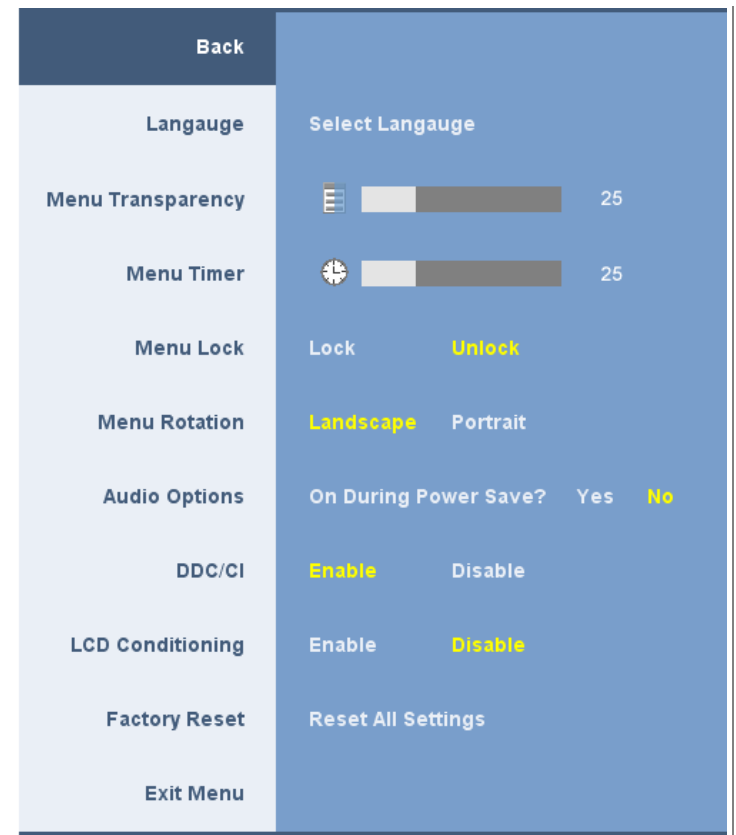 Back
Langauge Select Langauge
Menu Transparency 25
Menu Timer 25
Menu Lock Lock Unlock
Menu Rotation Landscape Portrait
Audio Options On During Power Save? Yes No
DDC/CI Enable Disable
LCD Conditioning Enable Disable
Factory Reset Reset All Settings
Exit Menu